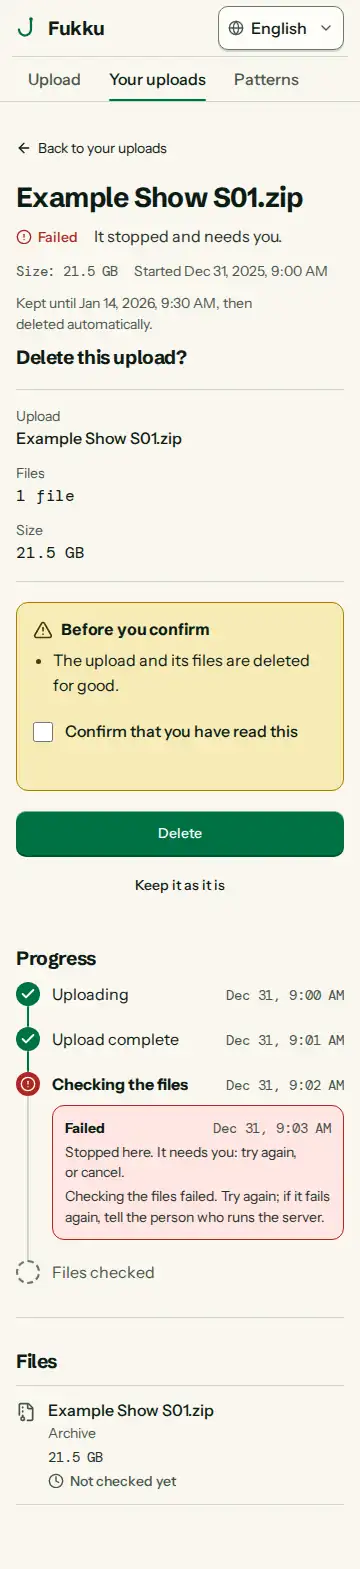 Fukku
English
Upload
Your uploads
Patterns
Back to your uploads
Example Show S01.zip
Failed
It stopped and needs you.
Size: 21.5 GB
Started Dec 31, 2025, 9:00 AM
Kept until Jan 14, 2026, 9:30 AM, then
deleted automatically.
Delete this upload?
Upload
Example Show S01.zip
Files
1 file
Size
21.5 GB
Before you confirm
The upload and its files are deleted
for good.
Confirm that you have read this
Delete
Keep it as it is
Progress
Uploading
Dec 31, 9:00 AM
Upload complete
Dec 31, 9:01 AM
Checking the files
Dec 31, 9:02 AM
Failed
Dec 31, 9:03 AM
Stopped here. It needs you: try again,
or cancel.
Checking the files failed. Try again; if it fails
again, tell the person who runs the server.
Files checked
Files
Example Show S01.zip
Archive
21.5 GB
Not checked yet